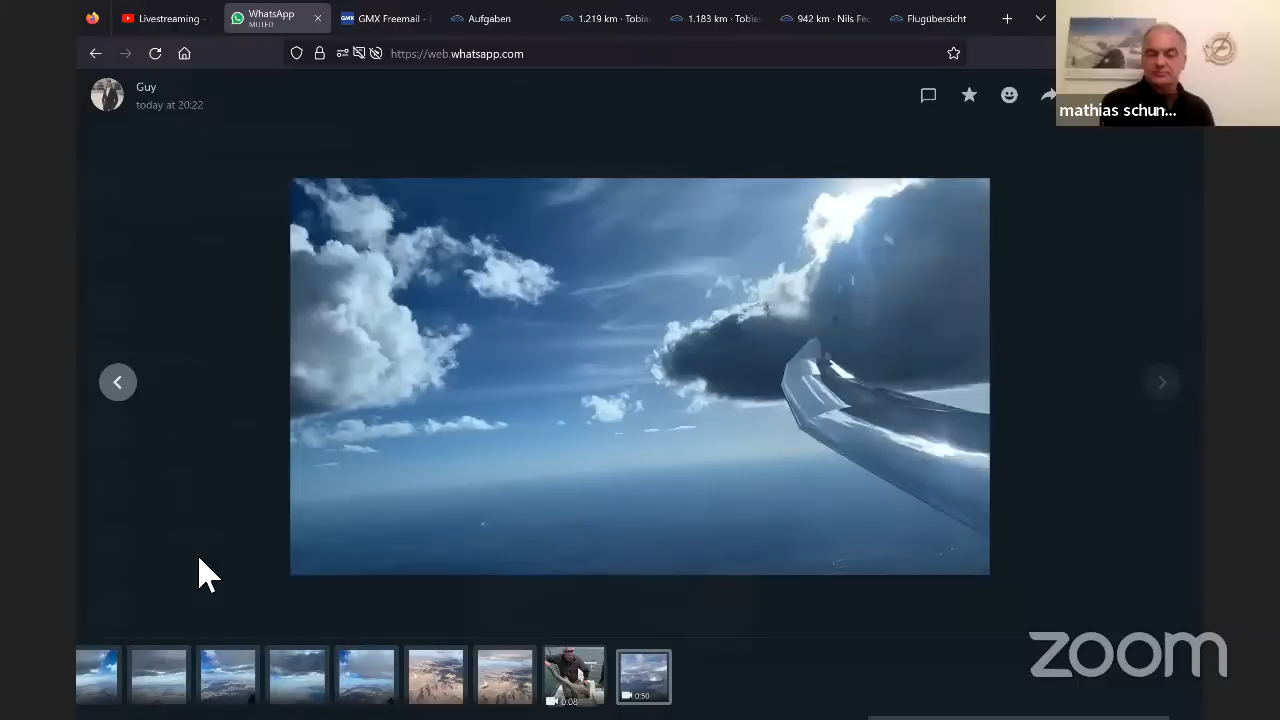 Livestreaming -
WhatsApp
MUTED
GMX Freemail -
Aufgaben
1.219 km · Tobia
1.183 km · Tobia
942 km · Nils Fe
Flugübersicht
https://web.whatsapp.com
Guy
today at 20:22
mathias schun...
0:08
0:50
zoom